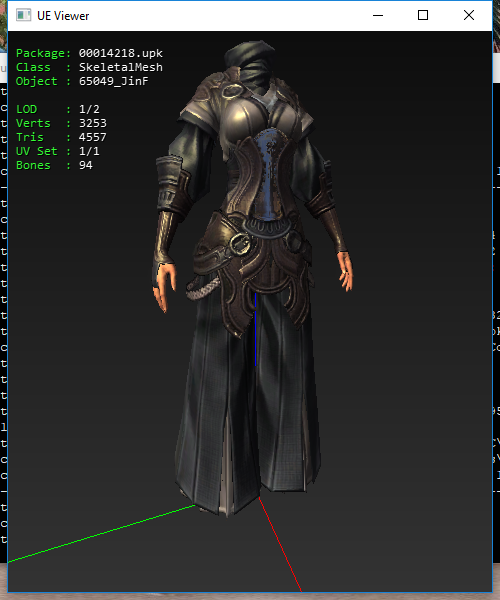 UE Viewer
Package: 00014218.upk
Class  : SkeletalMesh
Object : 65049_JinF
LOD    : 1/2
Verts  : 3253
Tris   : 4557
UV Set : 1/1
Bones  : 94